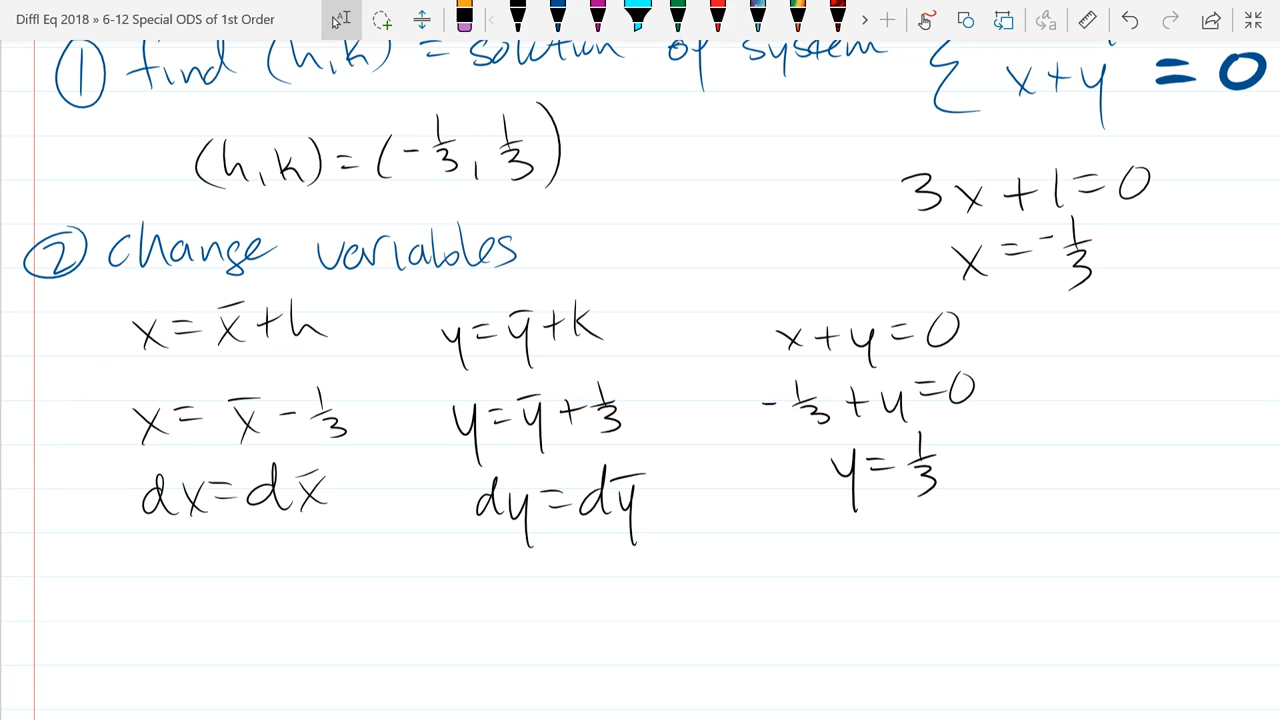 Diffl Eq 2018 » 6-12 Special ODS of 1st Order
① find (h,k) = solution of system { x+y = 0
(h,k) = (-1/3, 1/3)
3x+1=0
x = -1/3
② change variables
x = x̄+h y = ȳ+k
x = x̄ - 1/3 y = ȳ + 1/3
dx = dx̄ dy = dȳ
x+y=0
-1/3 + y = 0
y = 1/3